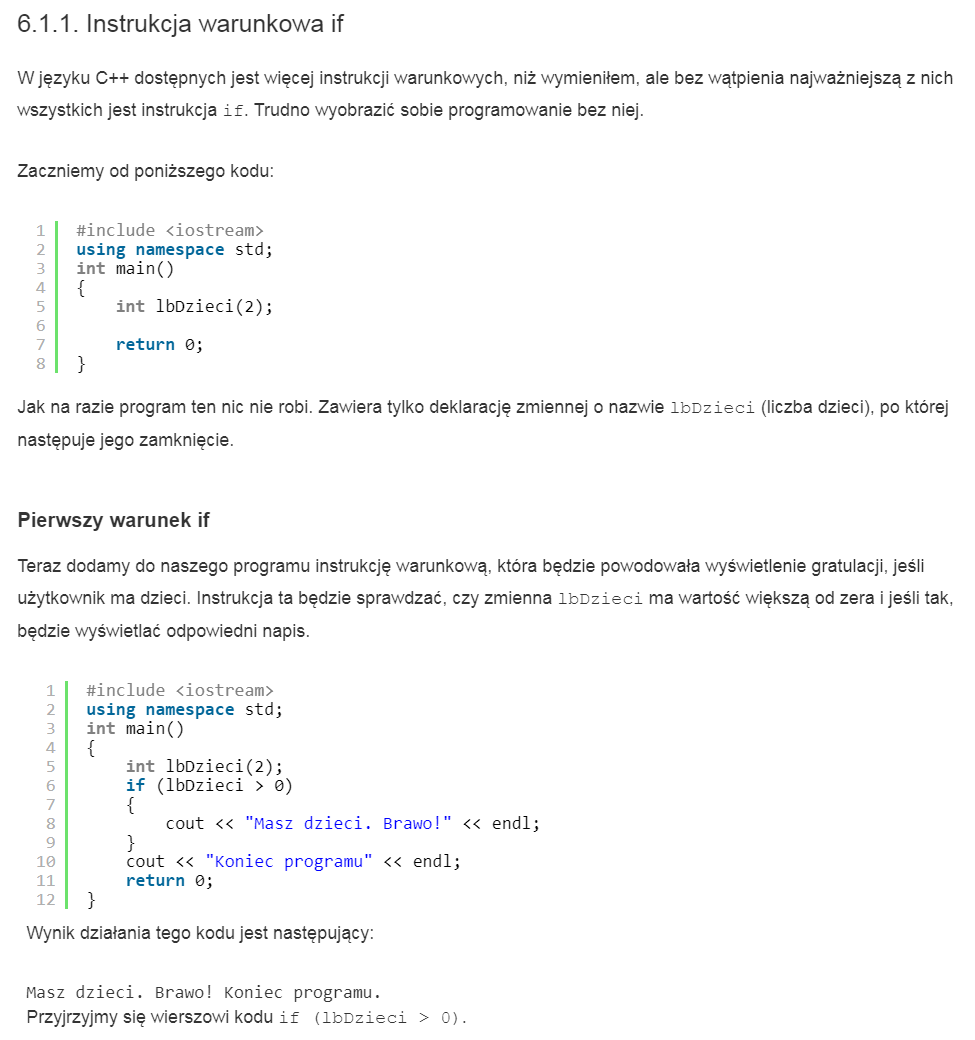 6.1.1. Instrukcja warunkowa if
W języku C++ dostępnych jest więcej instrukcji warunkowych, niż wymieniłem, ale bez wątpienia najważniejszą z nich
wszystkich jest instrukcja if. Trudno wyobrazić sobie programowanie bez niej.
Zaczniemy od poniższego kodu:
1 #include <iostream>
2 using namespace std;
3 int main()
4 {
5     int lbDzieci(2);
6
7     return 0;
8 }
Jak na razie program ten nic nie robi. Zawiera tylko deklarację zmiennej o nazwie lbDzieci (liczba dzieci), po której
następuje jego zamknięcie.
Pierwszy warunek if
Teraz dodamy do naszego programu instrukcję warunkową, która będzie powodowała wyświetlenie gratulacji, jeśli
użytkownik ma dzieci. Instrukcja ta będzie sprawdzać, czy zmienna lbDzieci ma wartość większą od zera i jeśli tak,
będzie wyświetlać odpowiedni napis.
1 #include <iostream>
2 using namespace std;
3 int main()
4 {
5     int lbDzieci(2);
6     if (lbDzieci > 0)
7     {
8         cout << "Masz dzieci. Brawo!" << endl;
9     }
10     cout << "Koniec programu" << endl;
11     return 0;
12 }
Wynik działania tego kodu jest następujący:
Masz dzieci. Brawo! Koniec programu.
Przyjrzyjmy się wierszowi kodu if (lbDzieci > 0).